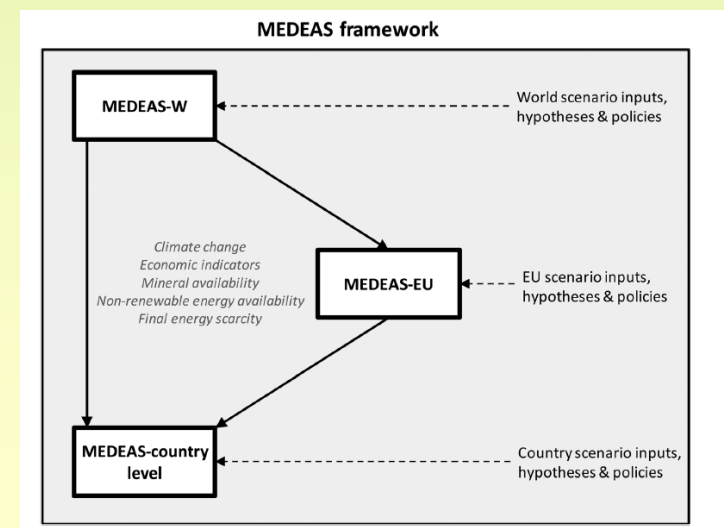 MEDEAS framework
MEDEAS-W
World scenario inputs,
hypotheses & policies
Climate change
Economic indicators
Mineral availability
Non-renewable energy availability
Final energy scarcity
MEDEAS-EU
EU scenario inputs,
hypotheses & policies
MEDEAS-country
level
Country scenario inputs,
hypotheses & policies